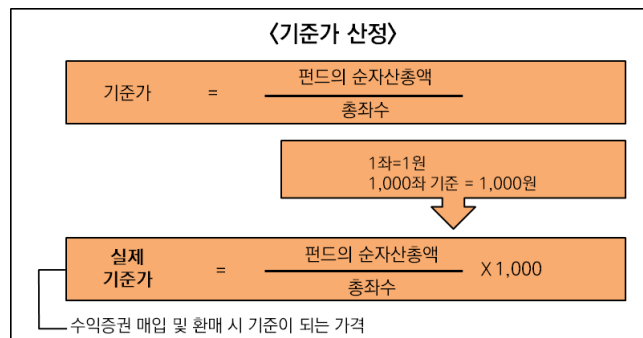 <기준가 산정>
기준가 = 펀드의 순자산총액
총좌수
1좌=1원
1,000좌 기준 = 1,000원
실제
기준가 = 펀드의 순자산총액 X 1,000
총좌수
수익증권 매입 및 환매 시 기준이 되는 가격